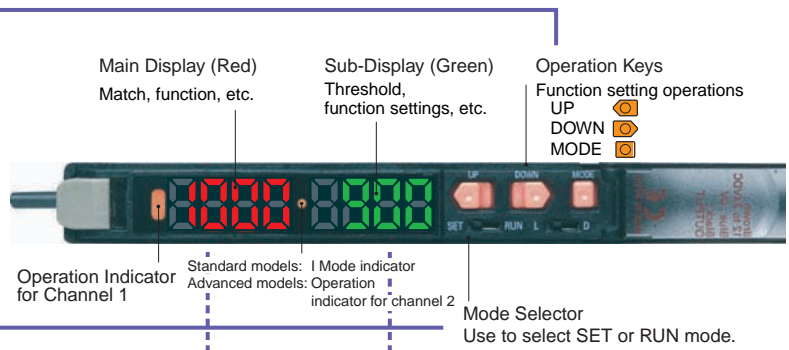 Main Display (Red)
Match, function, etc.
Sub-Display (Green)
Threshold,
function settings, etc.
Operation Keys
Function setting operations
UP
DOWN
MODE
1000
900
UP DOWN MODE
SET RUN L D
Operation Indicator
for Channel 1
Standard models: I Mode indicator
Advanced models: Operation
indicator for channel 2
Mode Selector
Use to select SET or RUN mode.